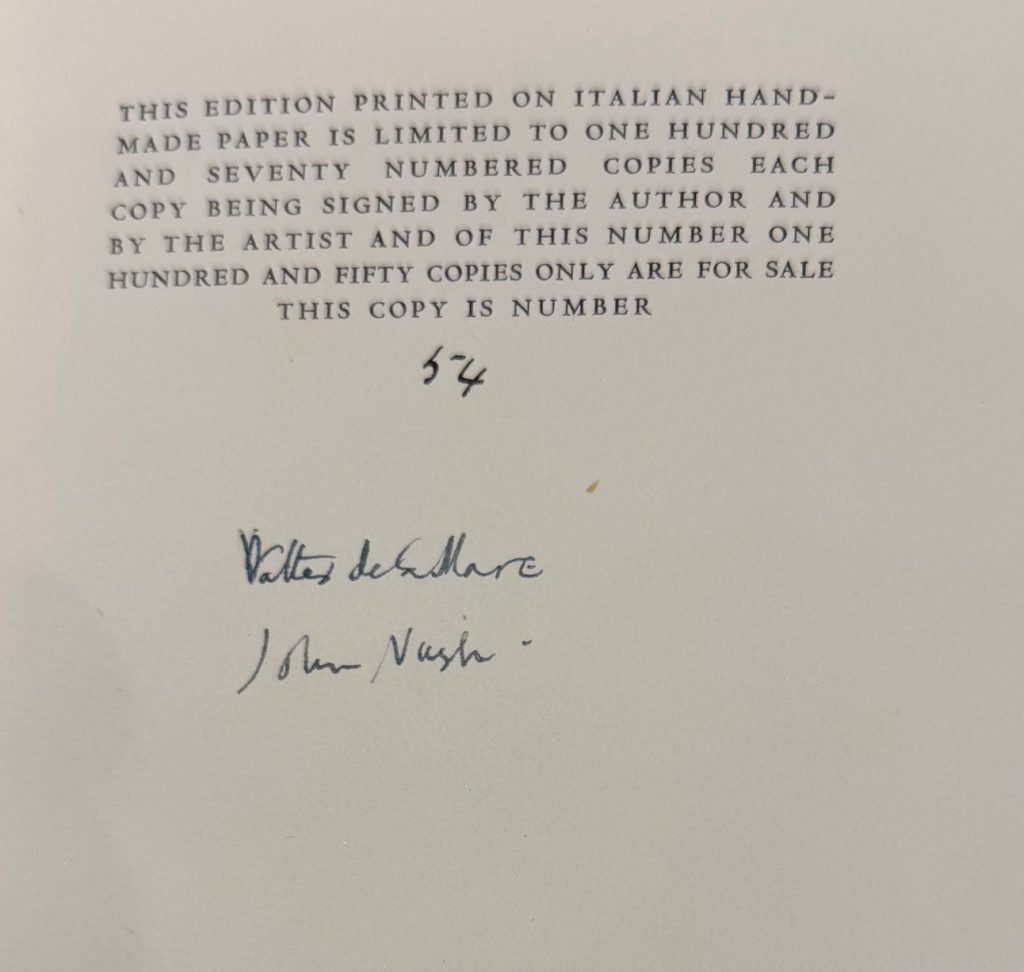 THIS EDITION PRINTED ON ITALIAN HAND-
MADE PAPER IS LIMITED TO ONE HUNDRED
AND SEVENTY NUMBERED COPIES EACH
COPY BEING SIGNED BY THE AUTHOR AND
BY THE ARTIST AND OF THIS NUMBER ONE
HUNDRED AND FIFTY COPIES ONLY ARE FOR SALE
THIS COPY IS NUMBER
54
Walter de la Mare
John Nash